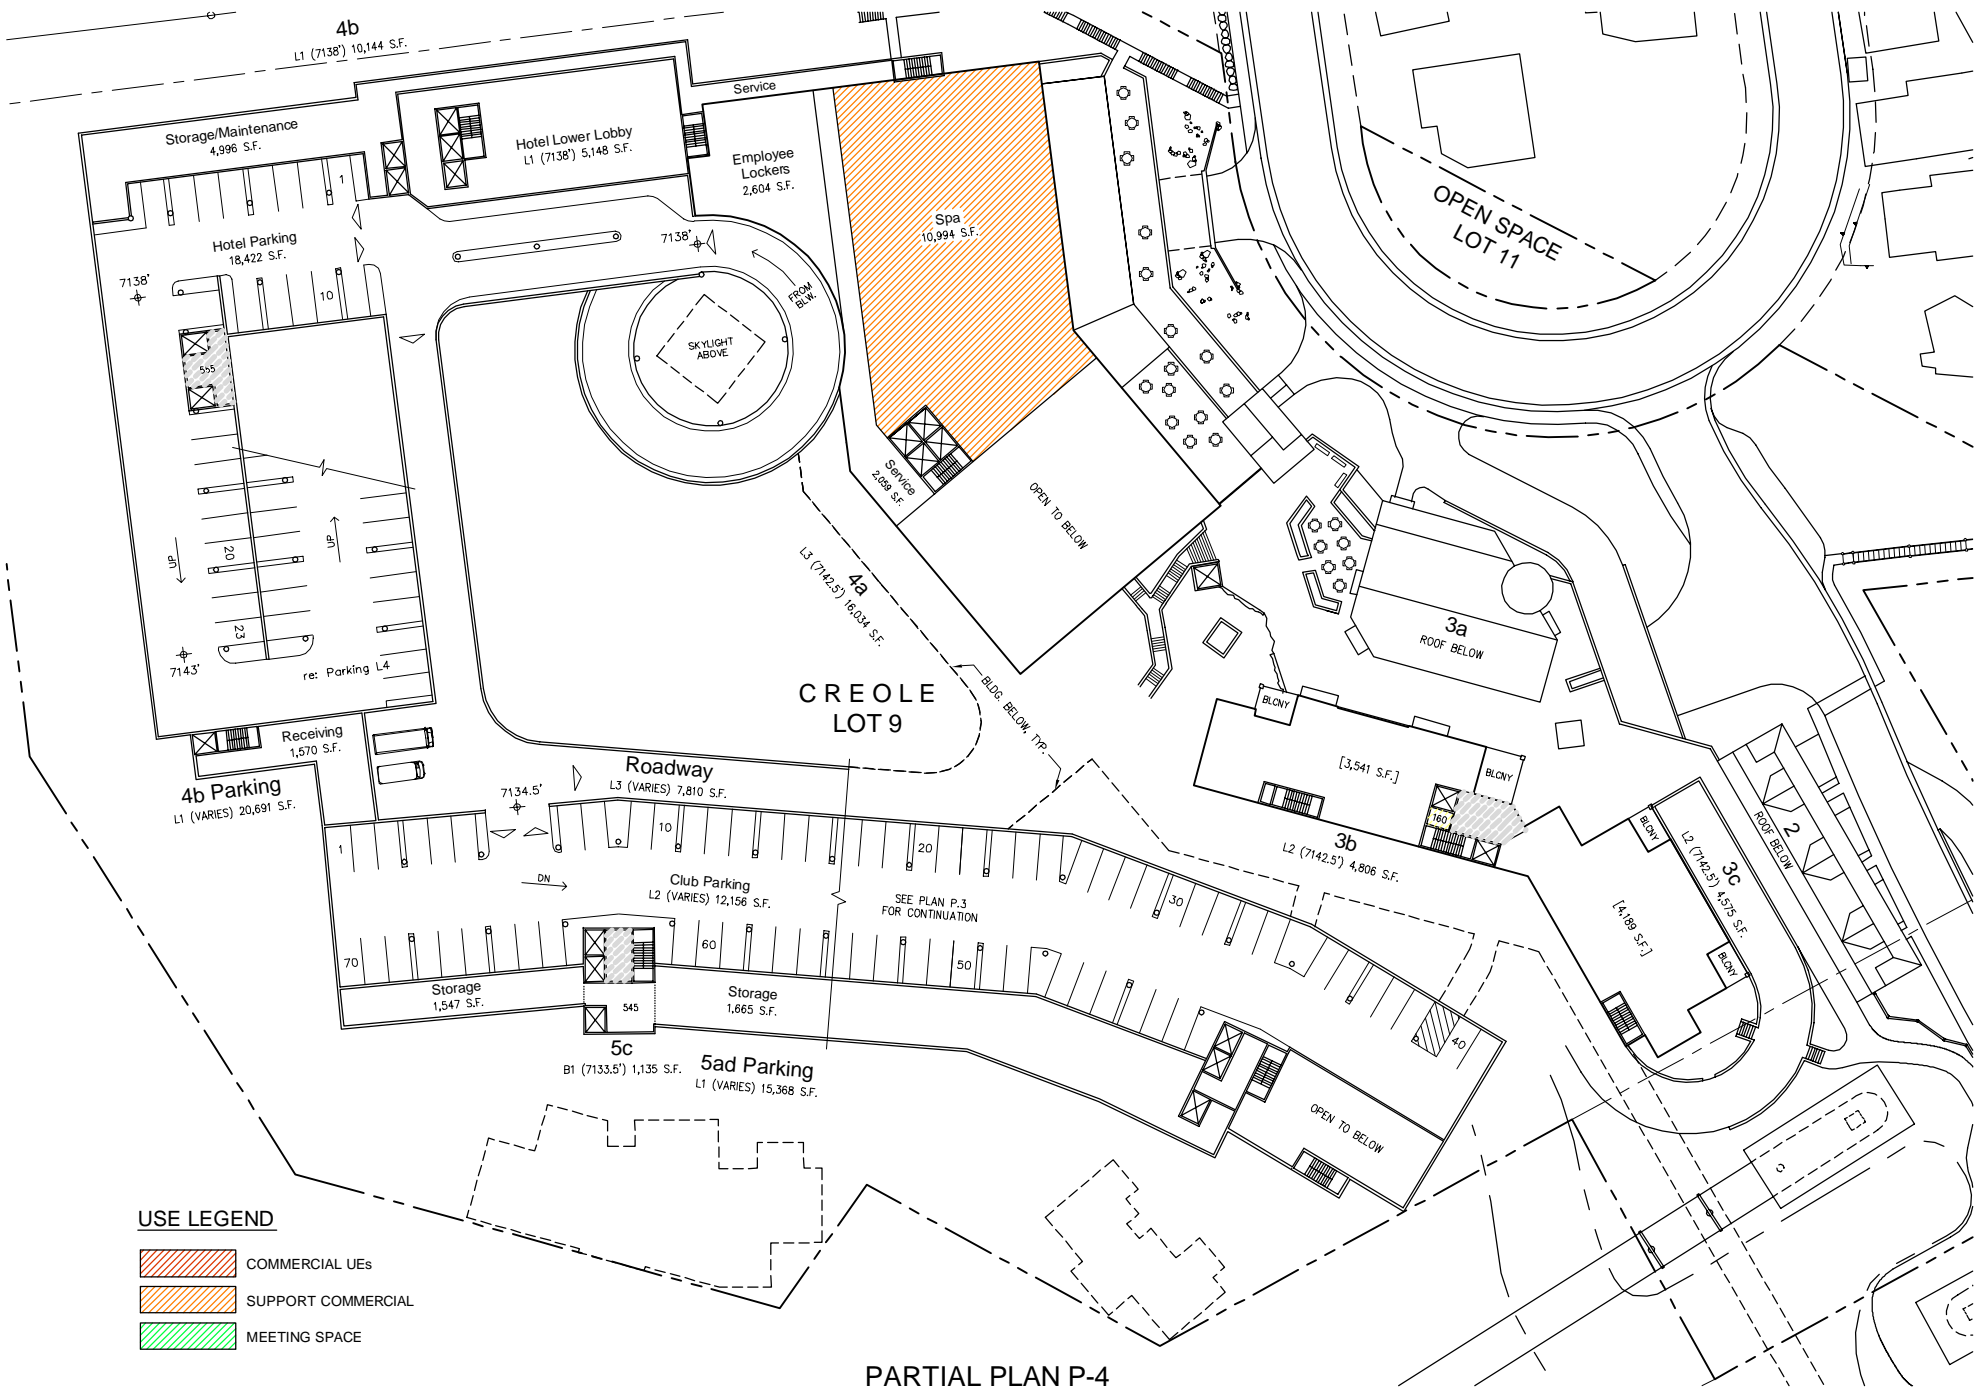 4b
L1 (7138') 10,144 S.F.
Storage/Maintenance
4,996 S.F.
Hotel Lower Lobby
L1 (7138') 5,148 S.F.
Service
Employee
Lockers
2,604 S.F.
Spa
10,994 S.F.
OPEN SPACE
LOT 11
1
Hotel Parking
18,422 S.F.
7138'
7138'
10
FROM
BLW.
SKYLIGHT
ABOVE
555
Service
2,059 S.F.
OPEN TO BELOW
UP
UP
20
23
7143'
re: Parking L4
4a
L3 (7142.5') 16,034 S.F.
3a
ROOF BELOW
CREOLE
LOT 9
BLDG. BELOW, TYP.
BLCNY
[3,541 S.F.]
BLCNY
160
3b
L2 (7142.5') 4,806 S.F.
BLCNY
3c
L2 (7142.5') 4,575 S.F.
[4,189 S.F.]
BLCNY
2
ROOF BELOW
Receiving
1,570 S.F.
4b Parking
L1 (VARIES) 20,691 S.F.
Roadway
L3 (VARIES) 7,810 S.F.
7134.5'
1
10
20
30
40
DN
Club Parking
L2 (VARIES) 12,156 S.F.
SEE PLAN P.3
FOR CONTINUATION
70
60
50
Storage
1,547 S.F.
545
Storage
1,665 S.F.
5c
B1 (7133.5') 1,135 S.F.
5ad Parking
L1 (VARIES) 15,368 S.F.
OPEN TO BELOW
USE LEGEND
COMMERCIAL UEs
SUPPORT COMMERCIAL
MEETING SPACE
PARTIAL PLAN P-4